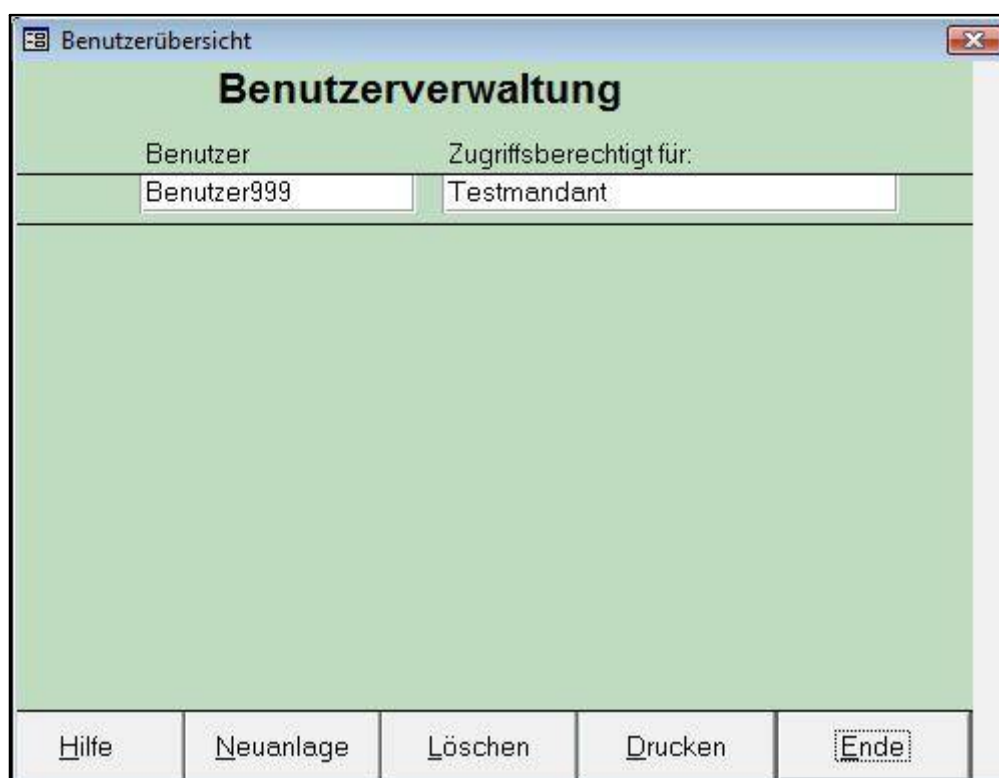 Benutzerübersicht
Benutzerverwaltung
Benutzer Zugriffsberechtigt für:
Benutzer999 Testmandant
Hilfe Neuanlage Löschen Drucken Ende